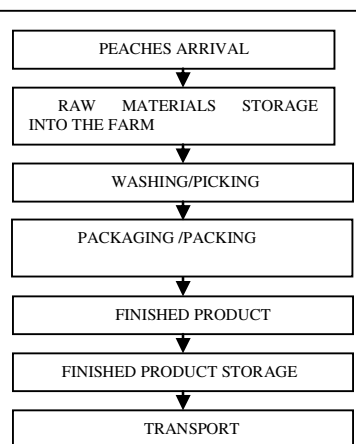 PEACHES ARRIVAL
RAW MATERIALS STORAGE
INTO THE FARM
WASHING/PICKING
PACKAGING /PACKING
FINISHED PRODUCT
FINISHED PRODUCT STORAGE
TRANSPORT